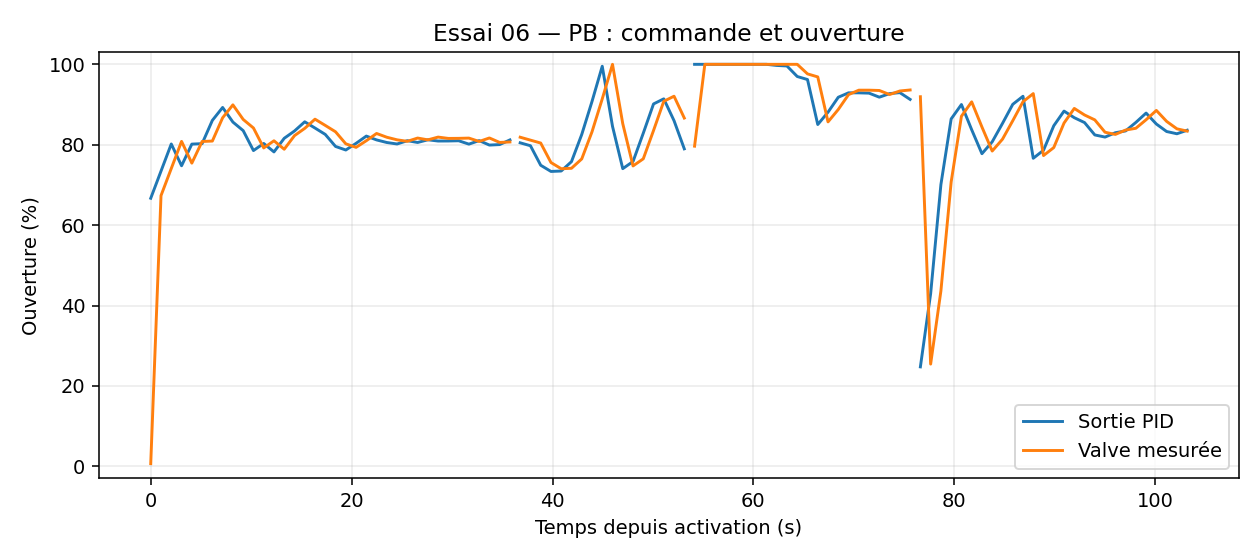 Essai 06 — PB : commande et ouverture
Ouverture (%)
100
80
60
40
20
0
0 20 40 60 80 100
Temps depuis activation (s)
Sortie PID
Valve mesurée